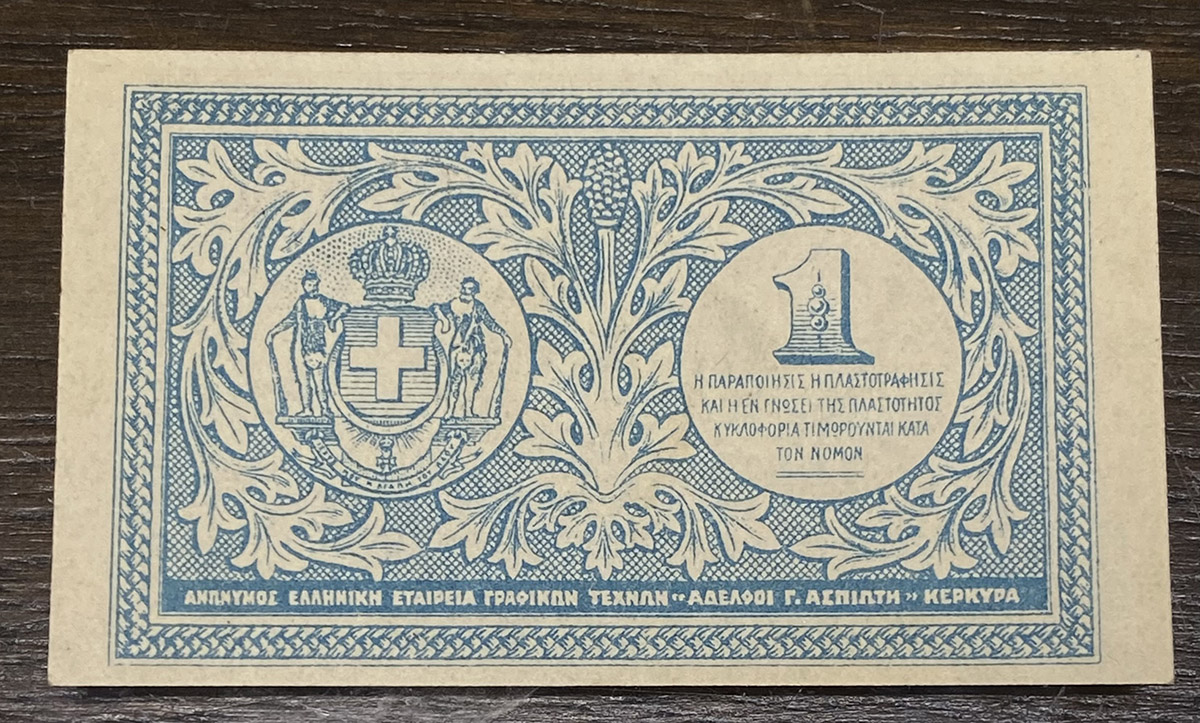 1
Η ΠΑΡΑΠΟΙΗΣΙΣ Η ΠΛΑΣΤΟΓΡΑΦΗΣΙΣ
ΚΑΙ Η ΕΝ ΓΝΩΣΕΙ ΤΗΣ ΠΛΑΣΤΟΤΗΤΟΣ
ΚΥΚΛΟΦΟΡΙΑ ΤΙΜΩΡΟΥΝΤΑΙ ΚΑΤΑ
ΤΟΝ ΝΟΜΟΝ
ΑΝΩΝΥΜΟΣ ΕΛΛΗΝΙΚΗ ΕΤΑΙΡΕΙΑ ΓΡΑΦΙΚΩΝ ΤΕΧΝΩΝ "ΑΔΕΛΦΟΙ Γ. ΑΣΠΙΩΤΗ" ΚΕΡΚΥΡΑ